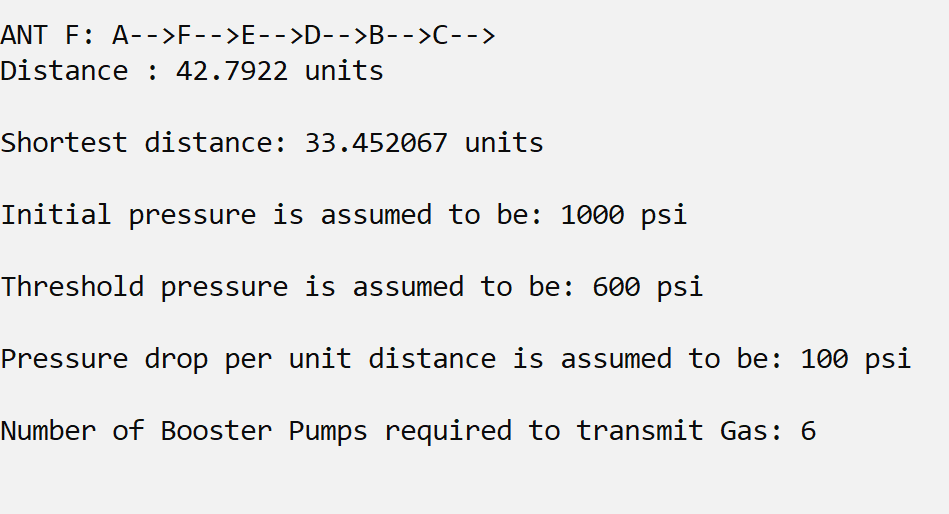 ANT F: A-->F-->E-->D-->B-->C-->
Distance : 42.7922 units
Shortest distance: 33.452067 units
Initial pressure is assumed to be: 1000 psi
Threshold pressure is assumed to be: 600 psi
Pressure drop per unit distance is assumed to be: 100 psi
Number of Booster Pumps required to transmit Gas: 6